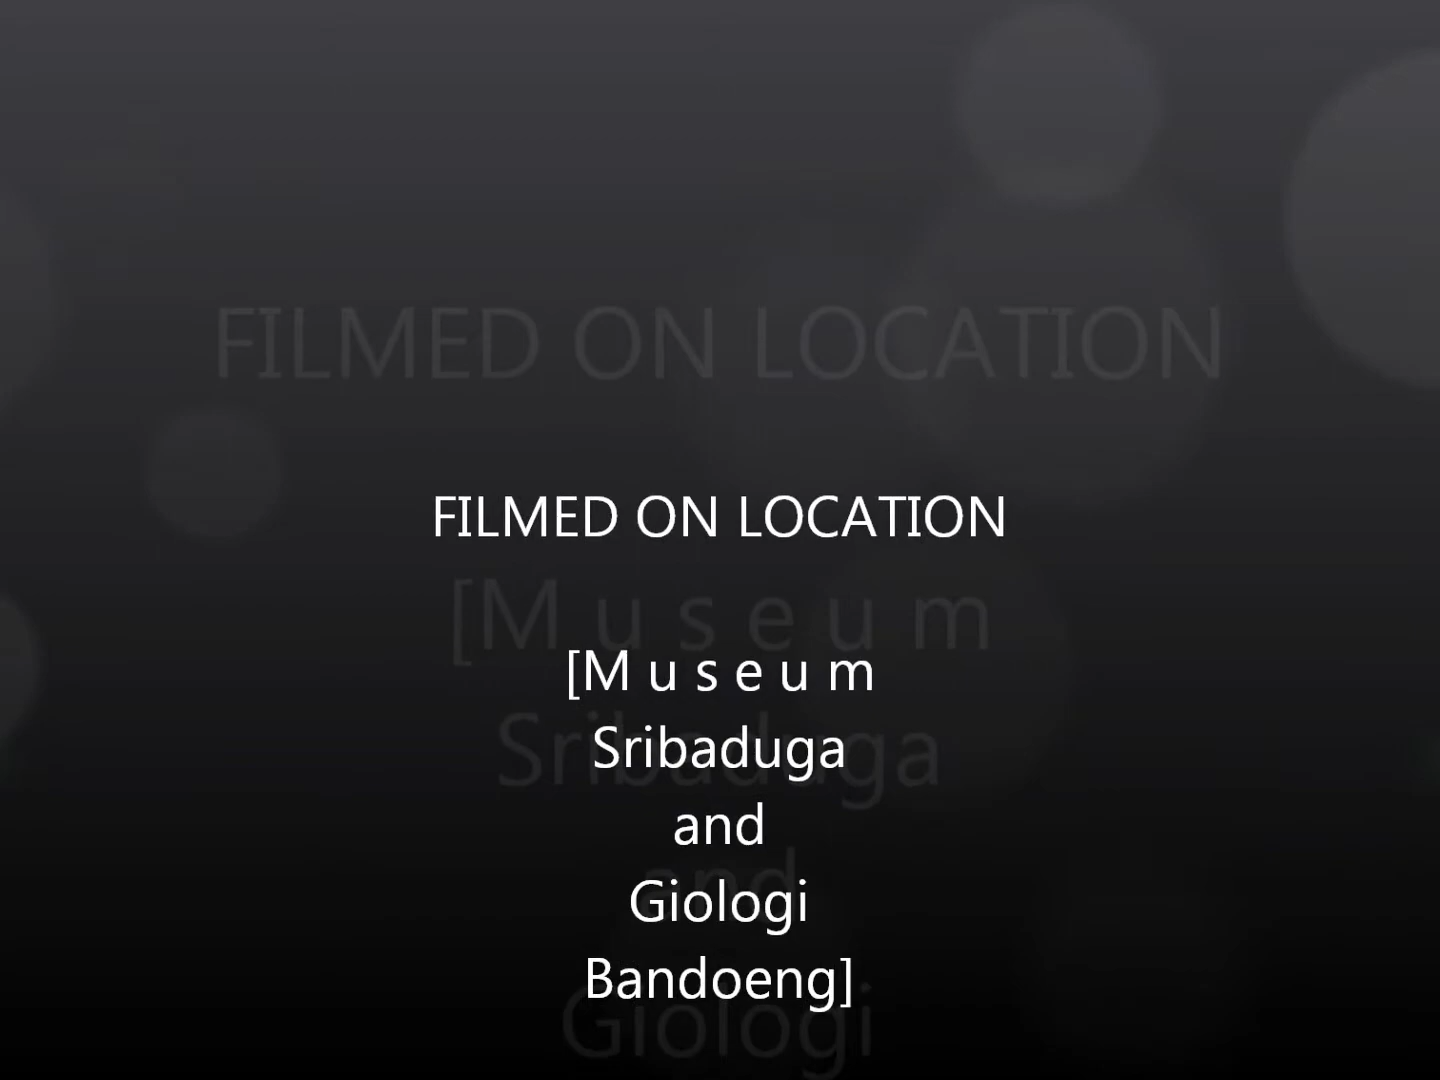 FILMED ON LOCATION
[M u s e u m
Sribaduga
and
Giologi
Bandoeng]